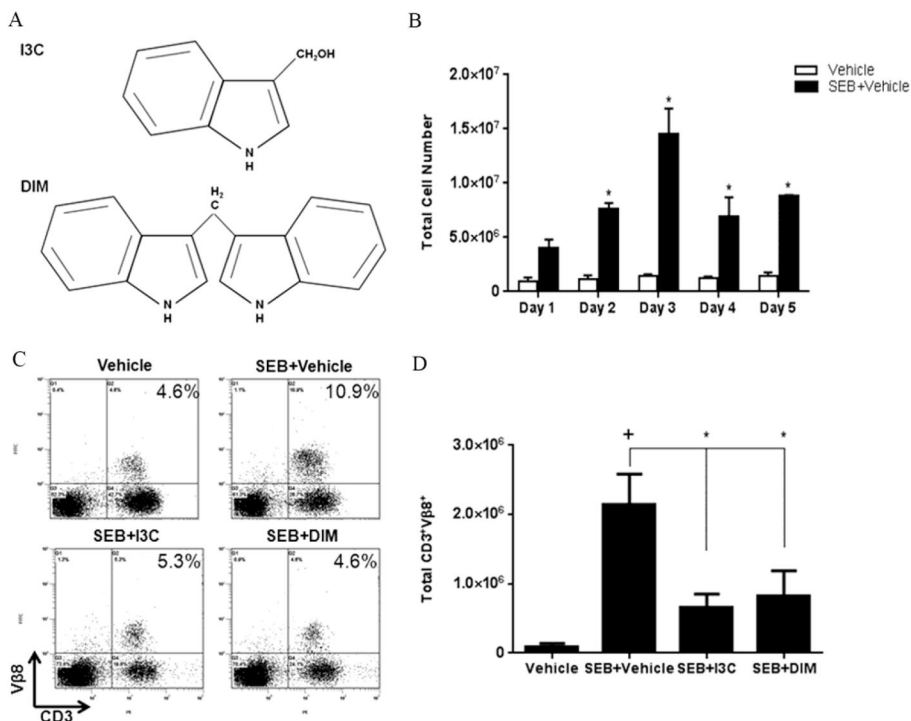 A
I3C
CH₂OH
N
H
DIM
H₂
C
N
H
N
H
B
Vehicle
SEB+Vehicle
Total Cell Number
2.0×10⁷
1.5×10⁷
1.0×10⁷
5.0×10⁶
0
* * * *
Day 1 Day 2 Day 3 Day 4 Day 5
C
Vehicle
4.6%
SEB+Vehicle
10.9%
SEB+I3C
5.3%
SEB+DIM
4.6%
Vβ8
CD3
D
Total CD3⁺Vβ8⁺
3.0×10⁶
2.0×10⁶
1.0×10⁶
0
+ * *
Vehicle SEB+Vehicle SEB+I3C SEB+DIM